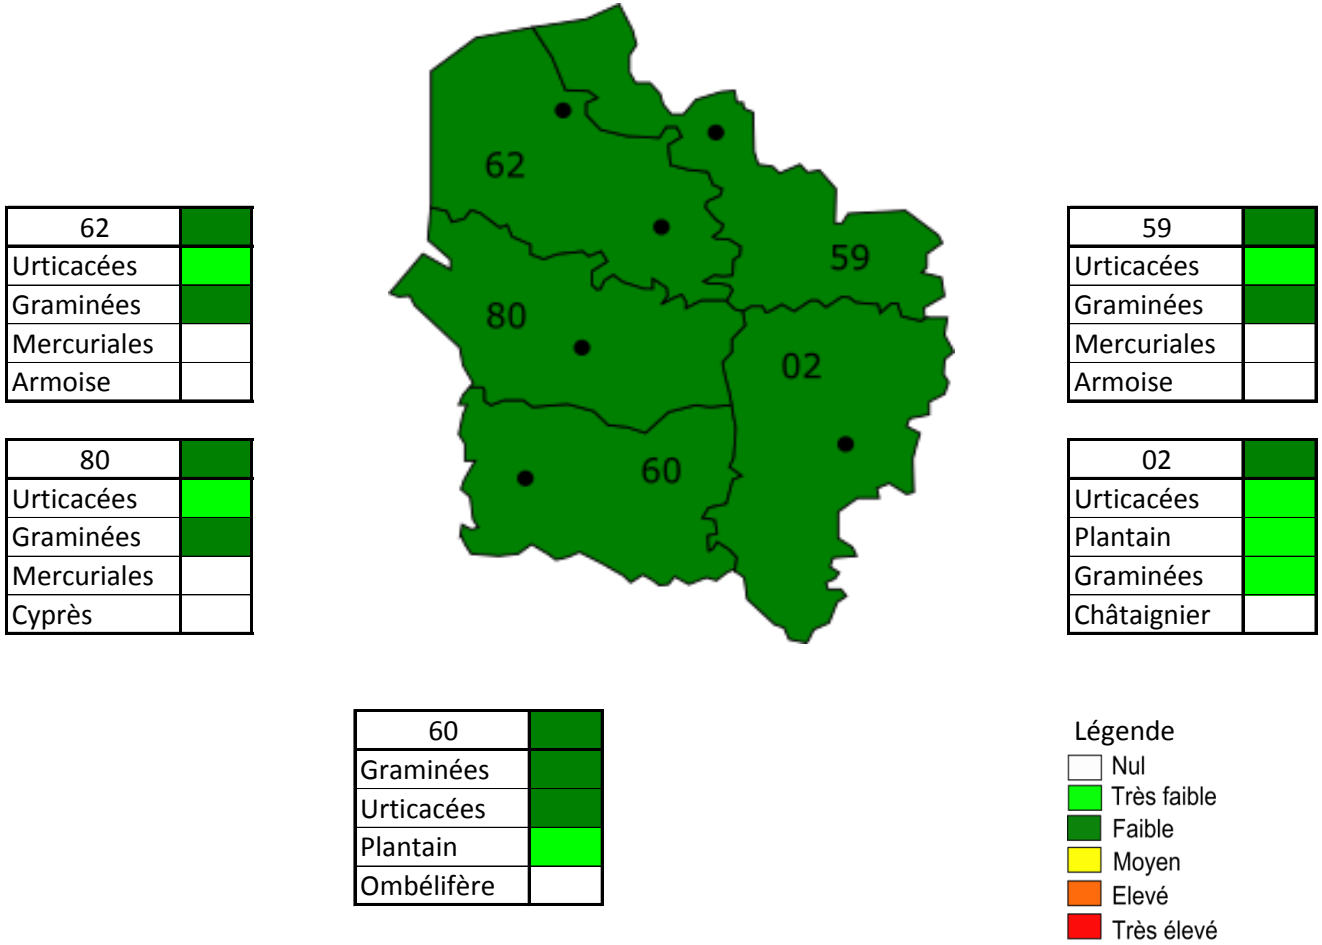 62
59
80
02
60
62
Urticacées
Graminées
Mercuriales
Armoise
59
Urticacées
Graminées
Mercuriales
Armoise
80
Urticacées
Graminées
Mercuriales
Cyprès
02
Urticacées
Plantain
Graminées
Châtaignier
60
Graminées
Urticacées
Plantain
Ombélifère
Légende
Nul
Très faible
Faible
Moyen
Elevé
Très élevé